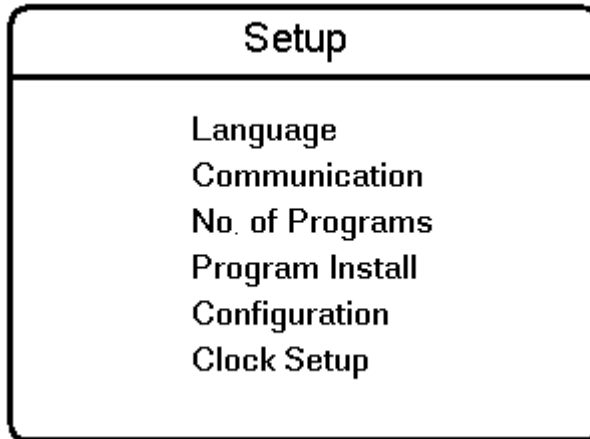 Setup
Language
Communication
No. of Programs
Program Install
Configuration
Clock Setup